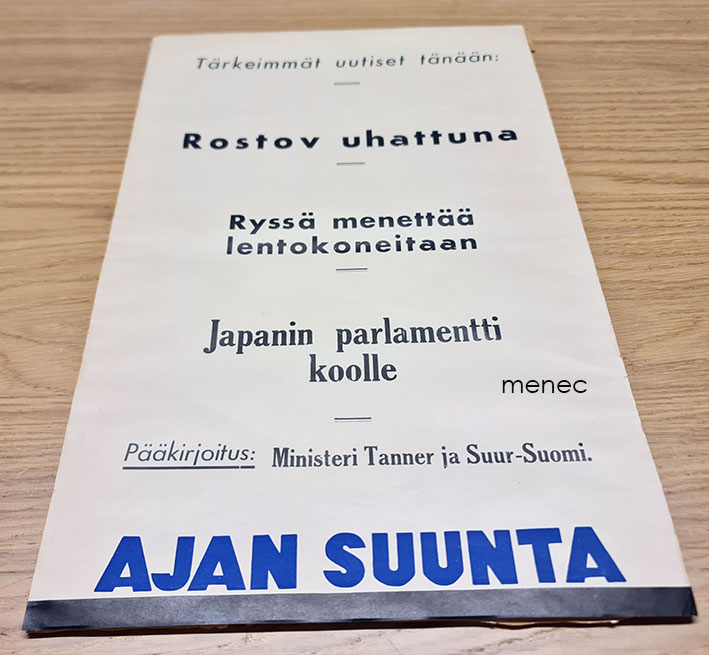 Tärkeimmät uutiset tänään:
Rostov uhattuna
Ryssä menettää
lentokoneitaan
Japanin parlamentti
koolle
menec
Pääkirjoitus: Ministeri Tanner ja Suur-Suomi.
AJAN SUUNTA